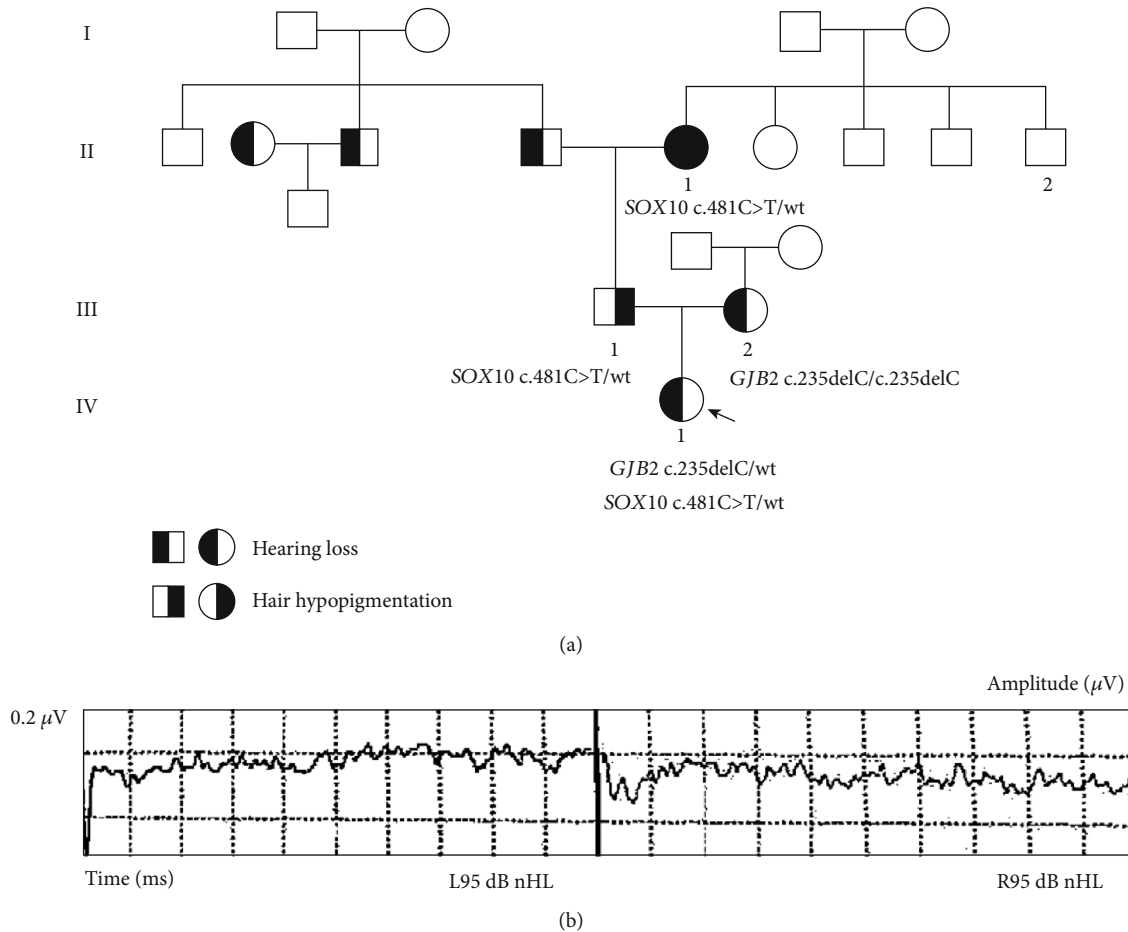 I
II
1
2
SOX10 c.481C>T/wt
III
1
2
SOX10 c.481C>T/wt
GJB2 c.235delC/c.235delC
IV
1
GJB2 c.235delC/wt
SOX10 c.481C>T/wt
Hearing loss
Hair hypopigmentation
(a)
Amplitude (μV)
0.2 μV
Time (ms)
L95 dB nHL
R95 dB nHL
(b)